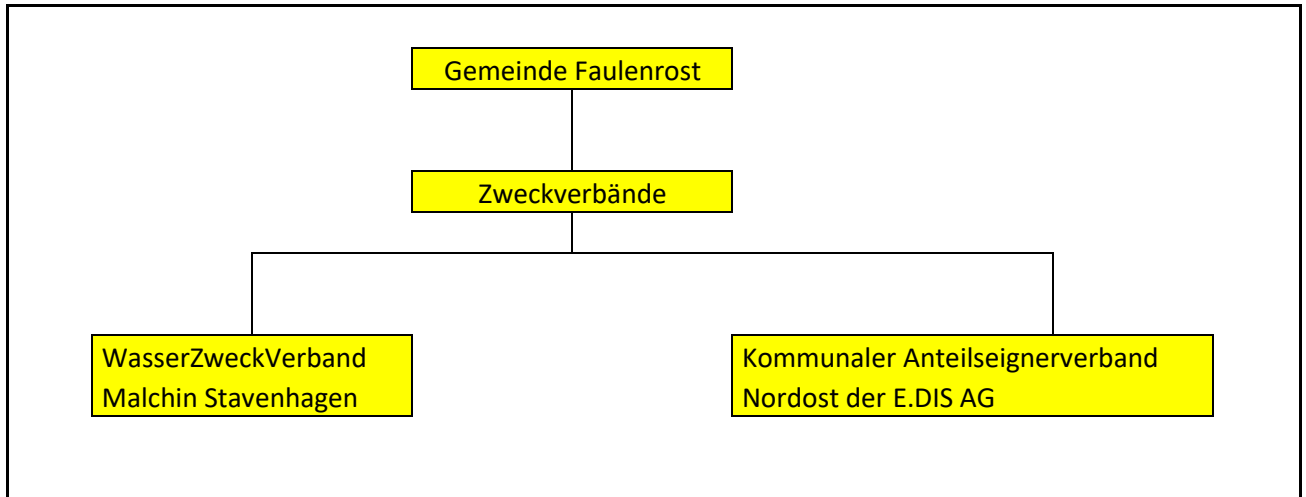 Gemeinde Faulenrost
Zweckverbände
WasserZweckVerband
Malchin Stavenhagen
Kommunaler Anteilseignerverband
Nordost der E.DIS AG